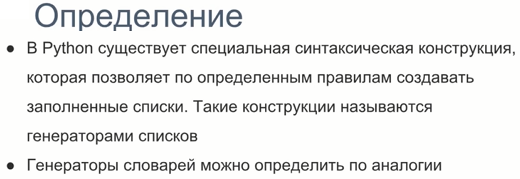 Определение
● В Python существует специальная синтаксическая конструкция,
которая позволяет по определенным правилам создавать
заполненные списки. Такие конструкции называются
генераторами списков
● Генераторы словарей можно определить по аналогии